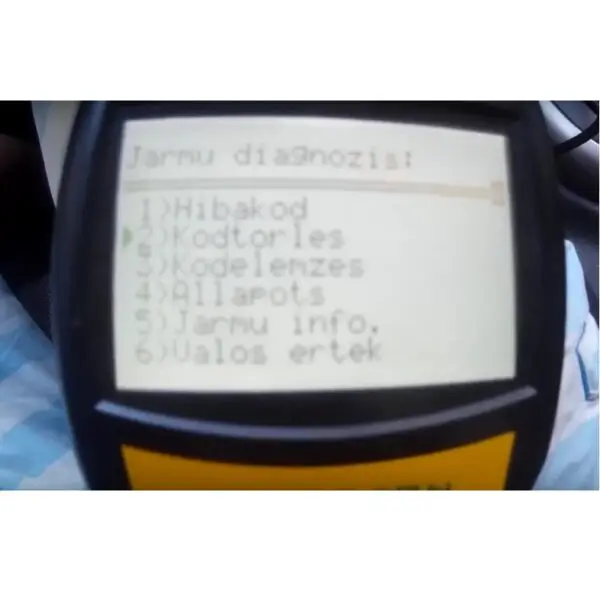 Jarmu diagnozis:
1)Hibakod
2)Kodtorles
3)Kodelemzes
4)Allapots
5)Jarmu info.
6)Valos ertek